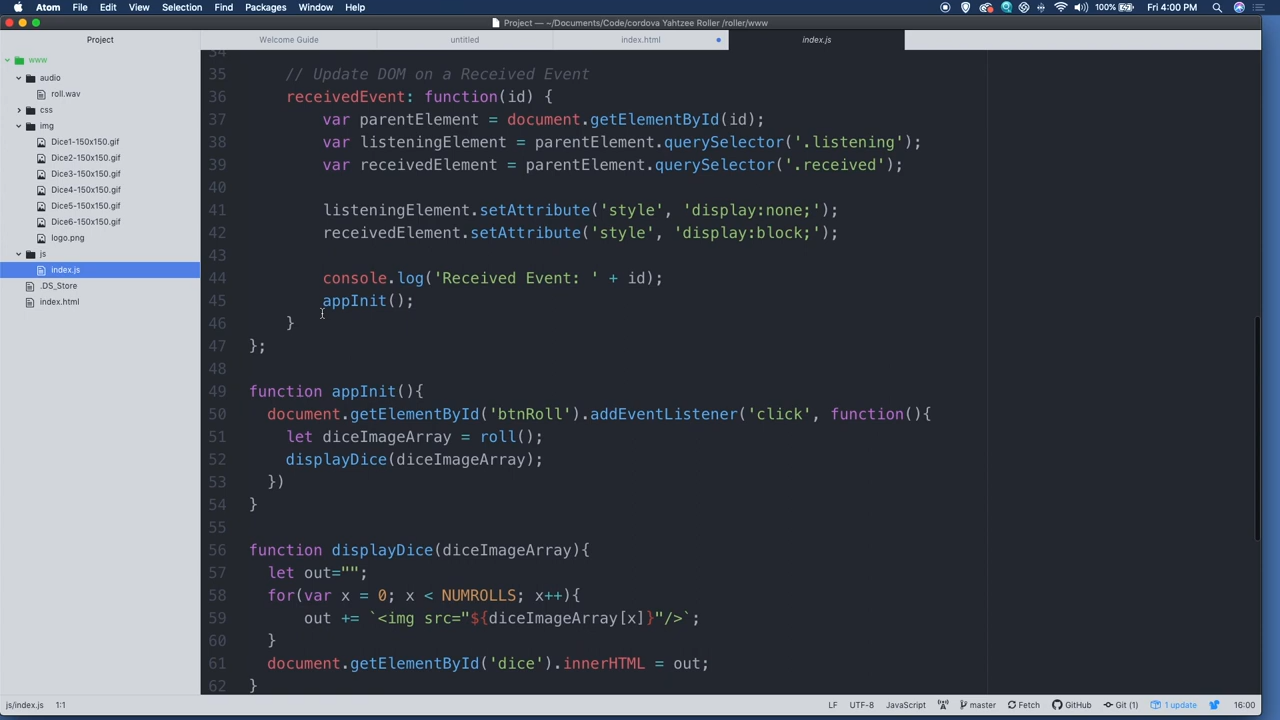 Atom File Edit View Selection Find Packages Window Help 100% Fri 4:00 PM
Project — ~/Documents/Code/cordova Yahtzee Roller /roller/www
Project Welcome Guide untitled index.html index.js
www
audio
roll.wav
css
img
Dice1-150x150.gif
Dice2-150x150.gif
Dice3-150x150.gif
Dice4-150x150.gif
Dice5-150x150.gif
Dice6-150x150.gif
logo.png
js
index.js
.DS_Store
index.html
34
35 // Update DOM on a Received Event
36 receivedEvent: function(id) {
37 var parentElement = document.getElementById(id);
38 var listeningElement = parentElement.querySelector('.listening');
39 var receivedElement = parentElement.querySelector('.received');
40
41 listeningElement.setAttribute('style', 'display:none;');
42 receivedElement.setAttribute('style', 'display:block;');
43
44 console.log('Received Event: ' + id);
45 appInit();
46 }
47 };
48
49 function appInit(){
50 document.getElementById('btnRoll').addEventListener('click', function(){
51 let diceImageArray = roll();
52 displayDice(diceImageArray);
53 })
54 }
55
56 function displayDice(diceImageArray){
57 let out="";
58 for(var x = 0; x < NUMROLLS; x++){
59 out += `<img src="${diceImageArray[x]}"/>`;
60 }
61 document.getElementById('dice').innerHTML = out;
62 }
js/index.js 1:1 LF UTF-8 JavaScript master Fetch GitHub Git (1) 1 update 16:00